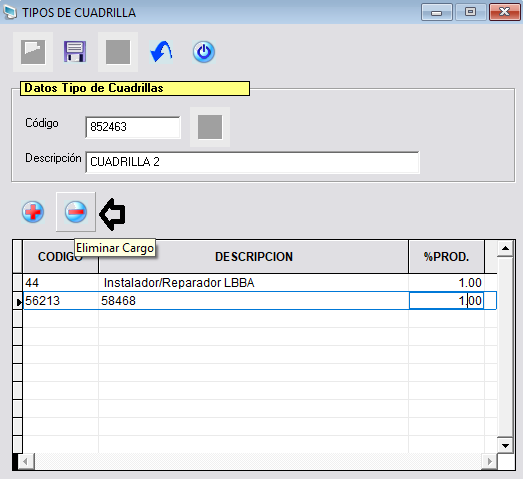 TIPOS DE CUADRILLA
Datos Tipo de Cuadrillas
Código 852463
Descripción CUADRILLA 2
Eliminar Cargo
CODIGO DESCRIPCION %PROD.
44 Instalador/Reparador LBBA 1.00
56213 58468 1.00